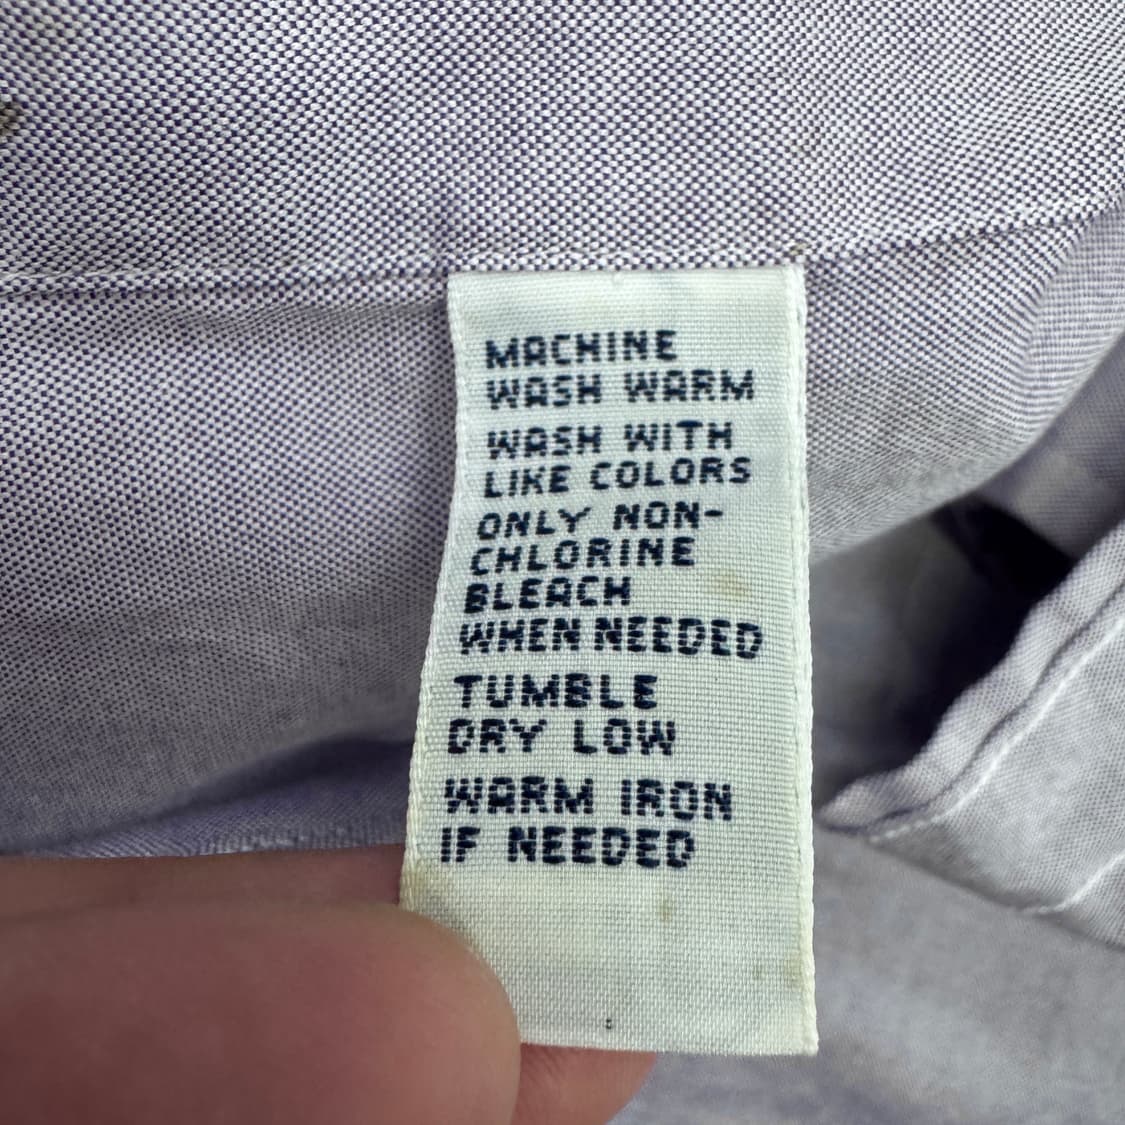 MACHINE
WASH WARM
WASH WITH
LIKE COLORS
ONLY NON-
CHLORINE
BLEACH
WHEN NEEDED
TUMBLE
DRY LOW
WARM IRON
IF NEEDED